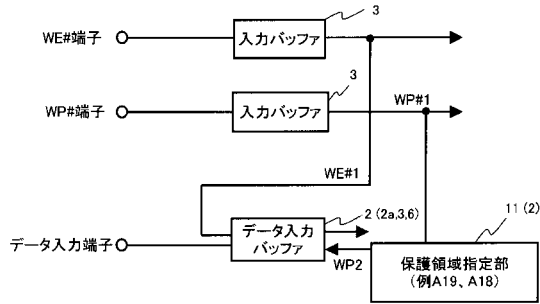 3
WE#端子
入力バッファ
3
WP#端子
入力バッファ
WP#1
WE#1
2 (2a,3,6)
11 (2)
データ入力端子
データ入力
バッファ
WP2
保護領域指定部
(例A19、A18)